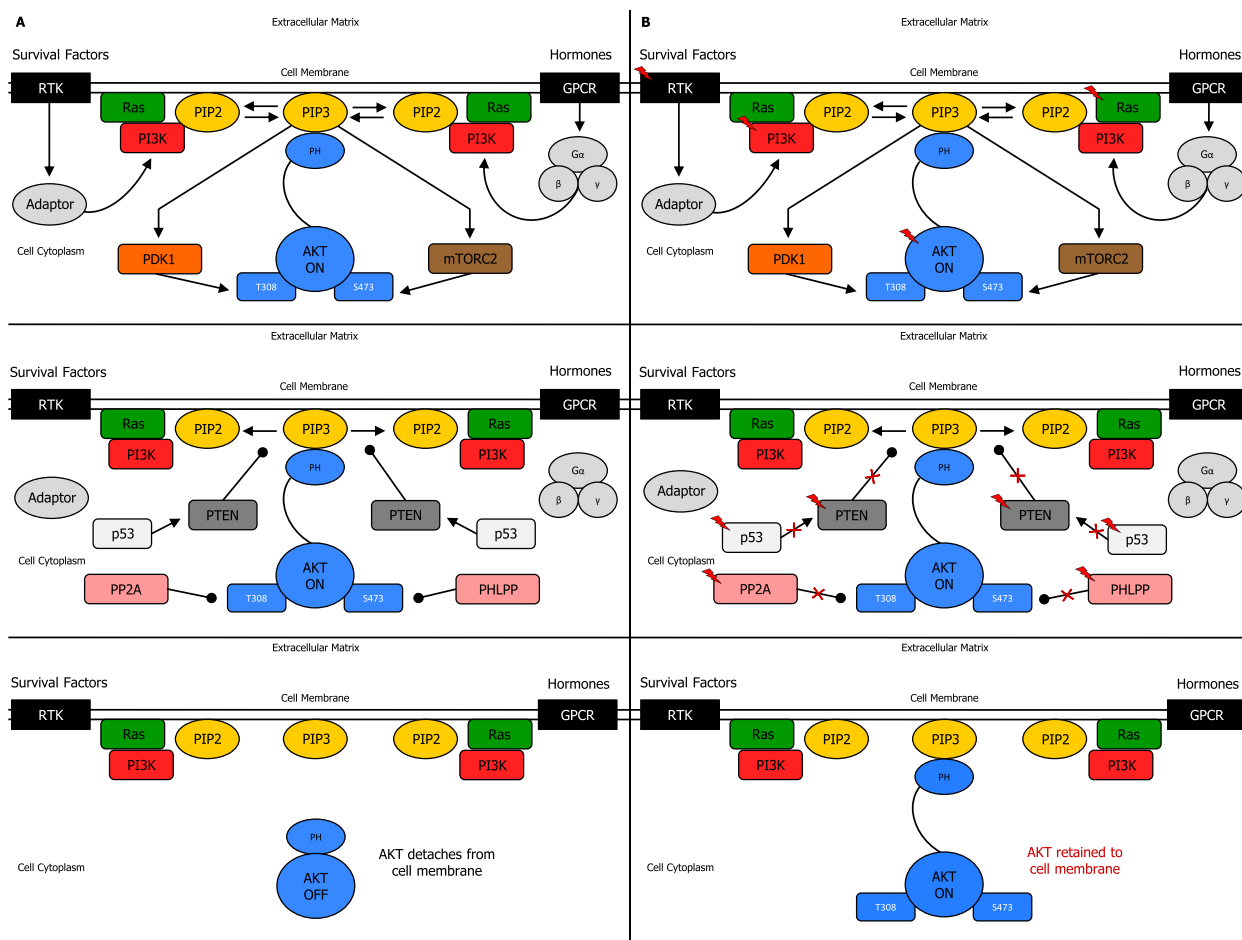 A
Extracellular Matrix
Survival Factors
Hormones
Cell Membrane
RTK
GPCR
Ras
PIP2
PIP3
PIP2
Ras
PI3K
PI3K
PH
Gα
β
γ
Adaptor
Cell Cytoplasm
PDK1
AKT
ON
mTORC2
T308
S473
Extracellular Matrix
Survival Factors
Hormones
Cell Membrane
RTK
GPCR
Ras
PIP2
PIP3
PIP2
Ras
PI3K
PI3K
PH
Gα
β
γ
Adaptor
PTEN
PTEN
p53
p53
Cell Cytoplasm
AKT
ON
PP2A
PHLPP
T308
S473
Extracellular Matrix
Survival Factors
Hormones
Cell Membrane
RTK
GPCR
Ras
PIP2
PIP3
PIP2
Ras
PI3K
PI3K
PH
AKT detaches from
cell membrane
Cell Cytoplasm
AKT
OFF
B
Extracellular Matrix
Survival Factors
Hormones
Cell Membrane
RTK
GPCR
Ras
PIP2
PIP3
PIP2
Ras
PI3K
PI3K
PH
Gα
β
γ
Adaptor
Cell Cytoplasm
PDK1
AKT
ON
mTORC2
T308
S473
Extracellular Matrix
Survival Factors
Hormones
Cell Membrane
RTK
GPCR
Ras
PIP2
PIP3
PIP2
Ras
PI3K
PI3K
PH
Gα
β
γ
Adaptor
PTEN
PTEN
p53
p53
Cell Cytoplasm
AKT
ON
PP2A
PHLPP
T308
S473
Extracellular Matrix
Survival Factors
Hormones
Cell Membrane
RTK
GPCR
Ras
PIP2
PIP3
PIP2
Ras
PI3K
PI3K
PH
AKT retained to
cell membrane
Cell Cytoplasm
AKT
ON
T308
S473